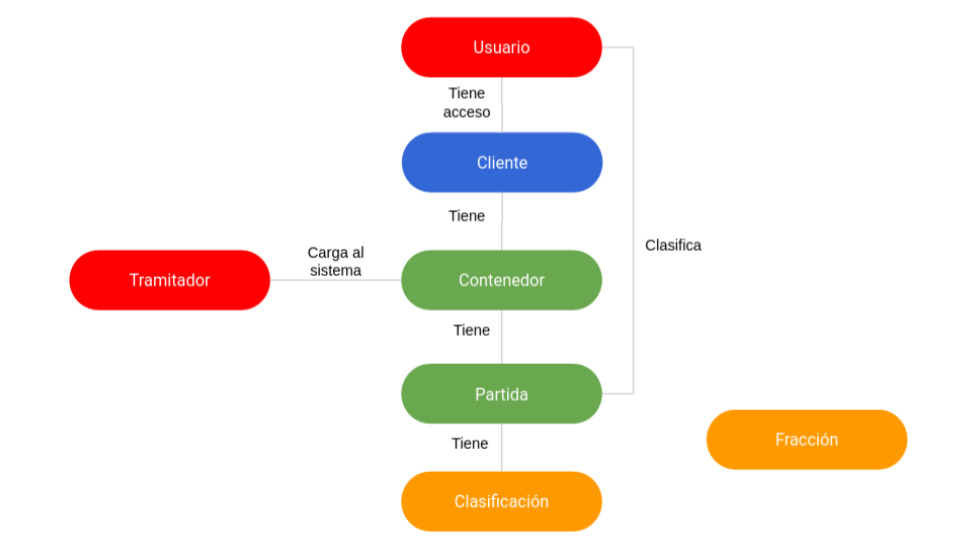 Usuario
Tiene
acceso
Cliente
Tiene
Clasifica
Carga al
sistema
Tramitador
Contenedor
Tiene
Partida
Fracción
Tiene
Clasificación